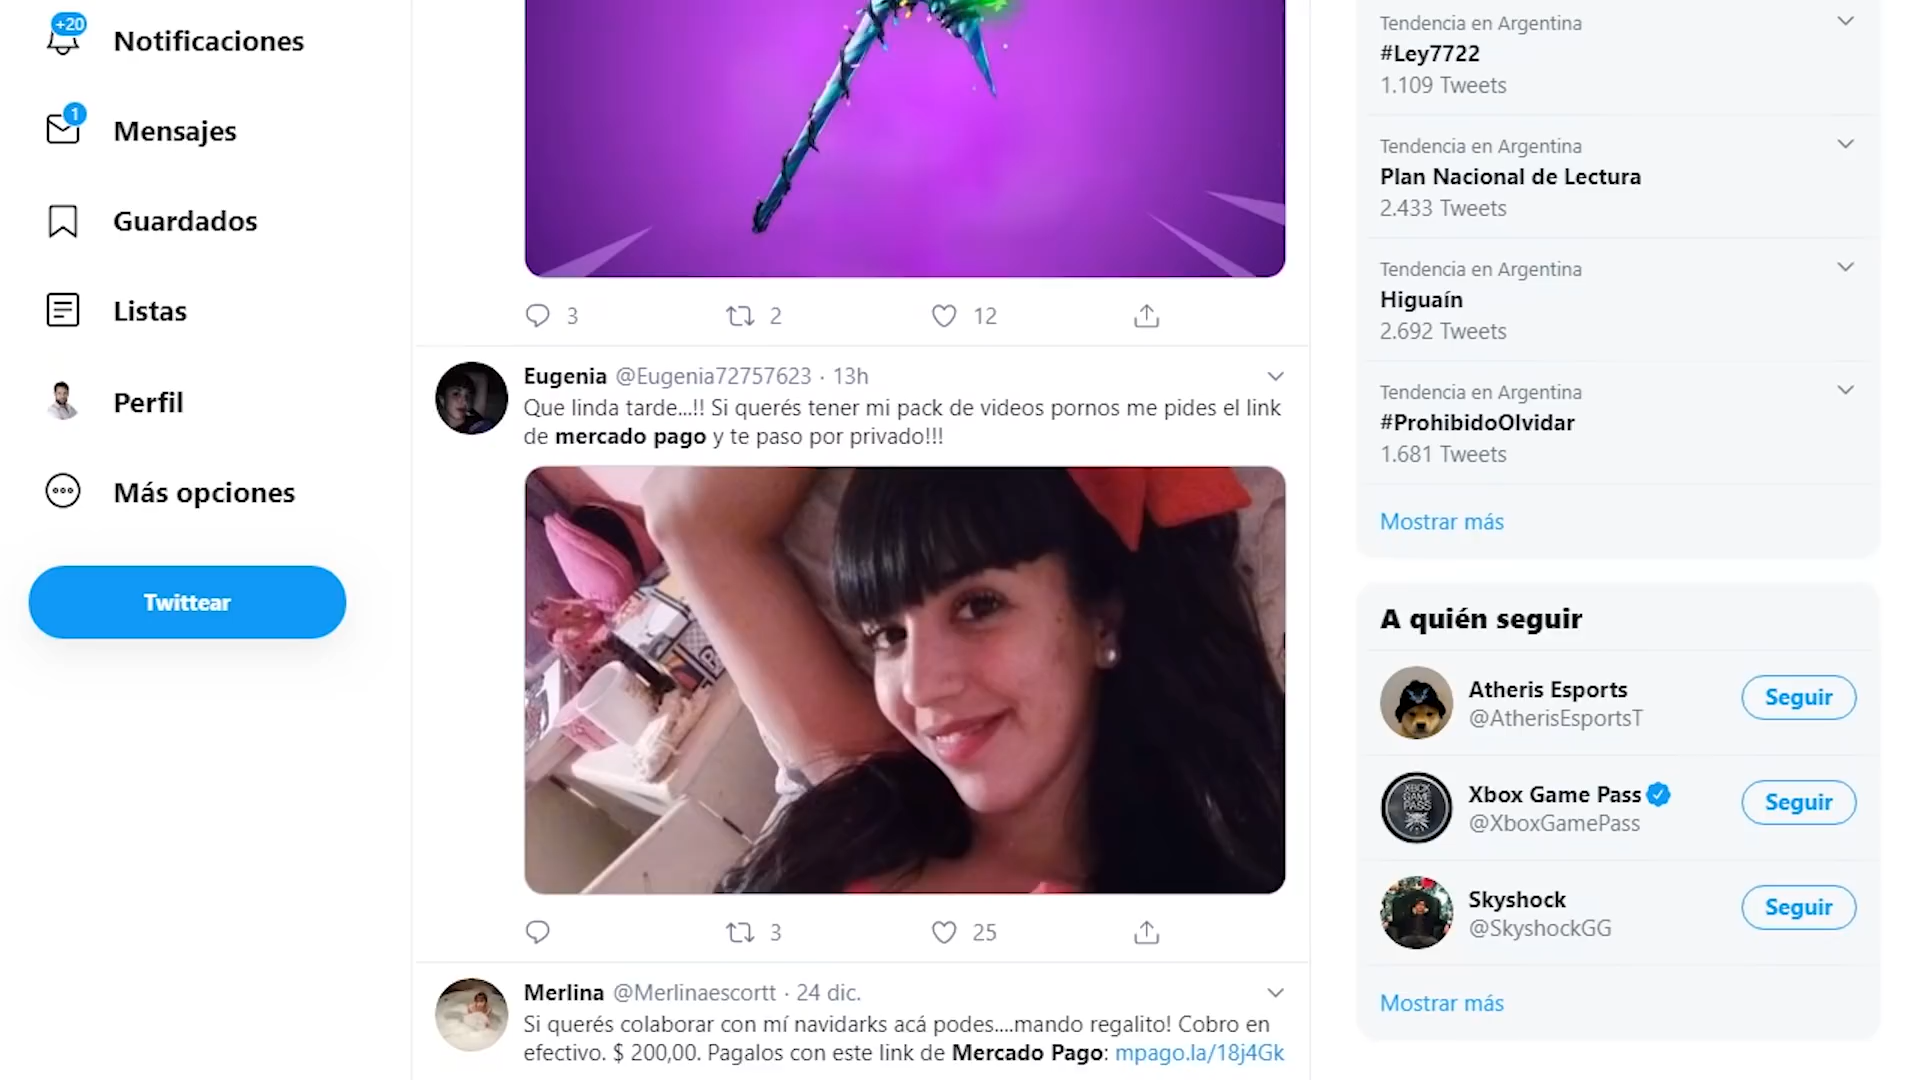 +20
Notificaciones
1
Mensajes
Guardados
Listas
Perfil
Más opciones
Twittear
3
2
12
Eugenia @Eugenia72757623 · 13h
Que linda tarde...!! Si querés tener mi pack de videos pornos me pides el link
de mercado pago y te paso por privado!!!
3
25
Merlina @Merlinaescortt · 24 dic.
Si querés colaborar con mí navidarks acá podes....mando regalito! Cobro en
efectivo. $ 200,00. Pagalos con este link de Mercado Pago: mpago.la/18j4Gk
Tendencia en Argentina
#Ley7722
1.109 Tweets
Tendencia en Argentina
Plan Nacional de Lectura
2.433 Tweets
Tendencia en Argentina
Higuaín
2.692 Tweets
Tendencia en Argentina
#ProhibidoOlvidar
1.681 Tweets
Mostrar más
A quién seguir
Atheris Esports
@AtherisEsportsT
Seguir
XBOX
GAME
PASS
Xbox Game Pass
@XboxGamePass
Seguir
Skyshock
@SkyshockGG
Seguir
Mostrar más